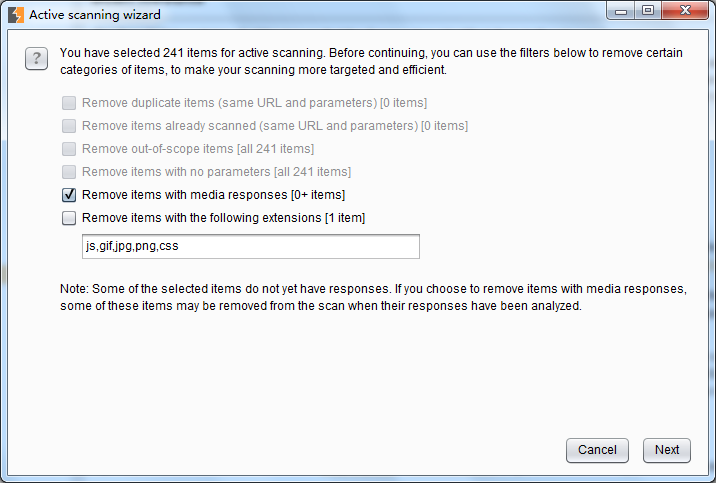 Active scanning wizard
?
You have selected 241 items for active scanning. Before continuing, you can use the filters below to remove certain
categories of items, to make your scanning more targeted and efficient.
Remove duplicate items (same URL and parameters) [0 items]
Remove items already scanned (same URL and parameters) [0 items]
Remove out-of-scope items [all 241 items]
Remove items with no parameters [all 241 items]
Remove items with media responses [0+ items]
Remove items with the following extensions [1 item]
js,gif,jpg,png,css
Note: Some of the selected items do not yet have responses. If you choose to remove items with media responses,
some of these items may be removed from the scan when their responses have been analyzed.
Cancel Next